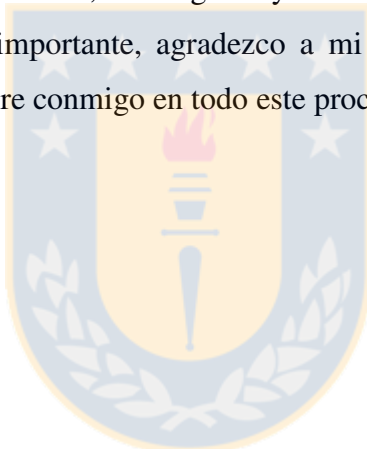 importante, agradezco a mi
re conmigo en todo este proc